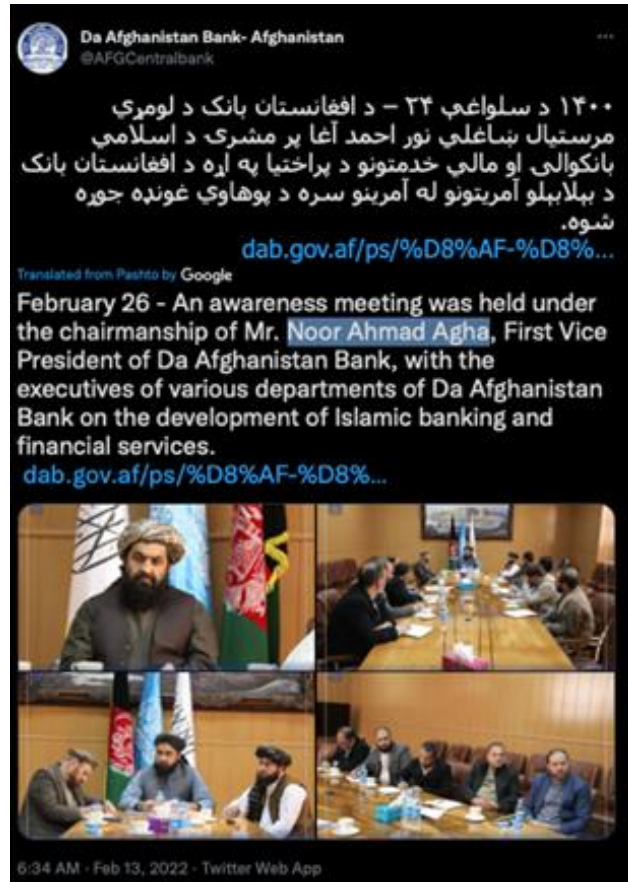 Da Afghanistan Bank- Afghanistan
@AFGCentralbank
۱۴۰۰ د سلواغې ۲۴ – د افغانستان بانک د لومړي
مرستیال ښاغلي نور احمد آغا پر مشرۍ د اسلامي
بانکوالۍ او مالي خدمتونو د پراختیا په اړه د افغانستان بانک
د بېلابېلو آمریتونو له آمرینو سره د پوهاوي غونډه جوړه
شوه.
dab.gov.af/ps/%D8%AF-%D8%...
Translated from Pashto by Google
February 26 - An awareness meeting was held under
the chairmanship of Mr. Noor Ahmad Agha, First Vice
President of Da Afghanistan Bank, with the
executives of various departments of Da Afghanistan
Bank on the development of Islamic banking and
financial services.
dab.gov.af/ps/%D8%AF-%D8%...
6:34 AM · Feb 13, 2022 · Twitter Web App